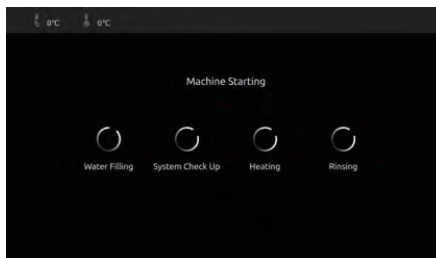 0°C 0°C
Machine Starting
Water Filling System Check Up Heating Rinsing